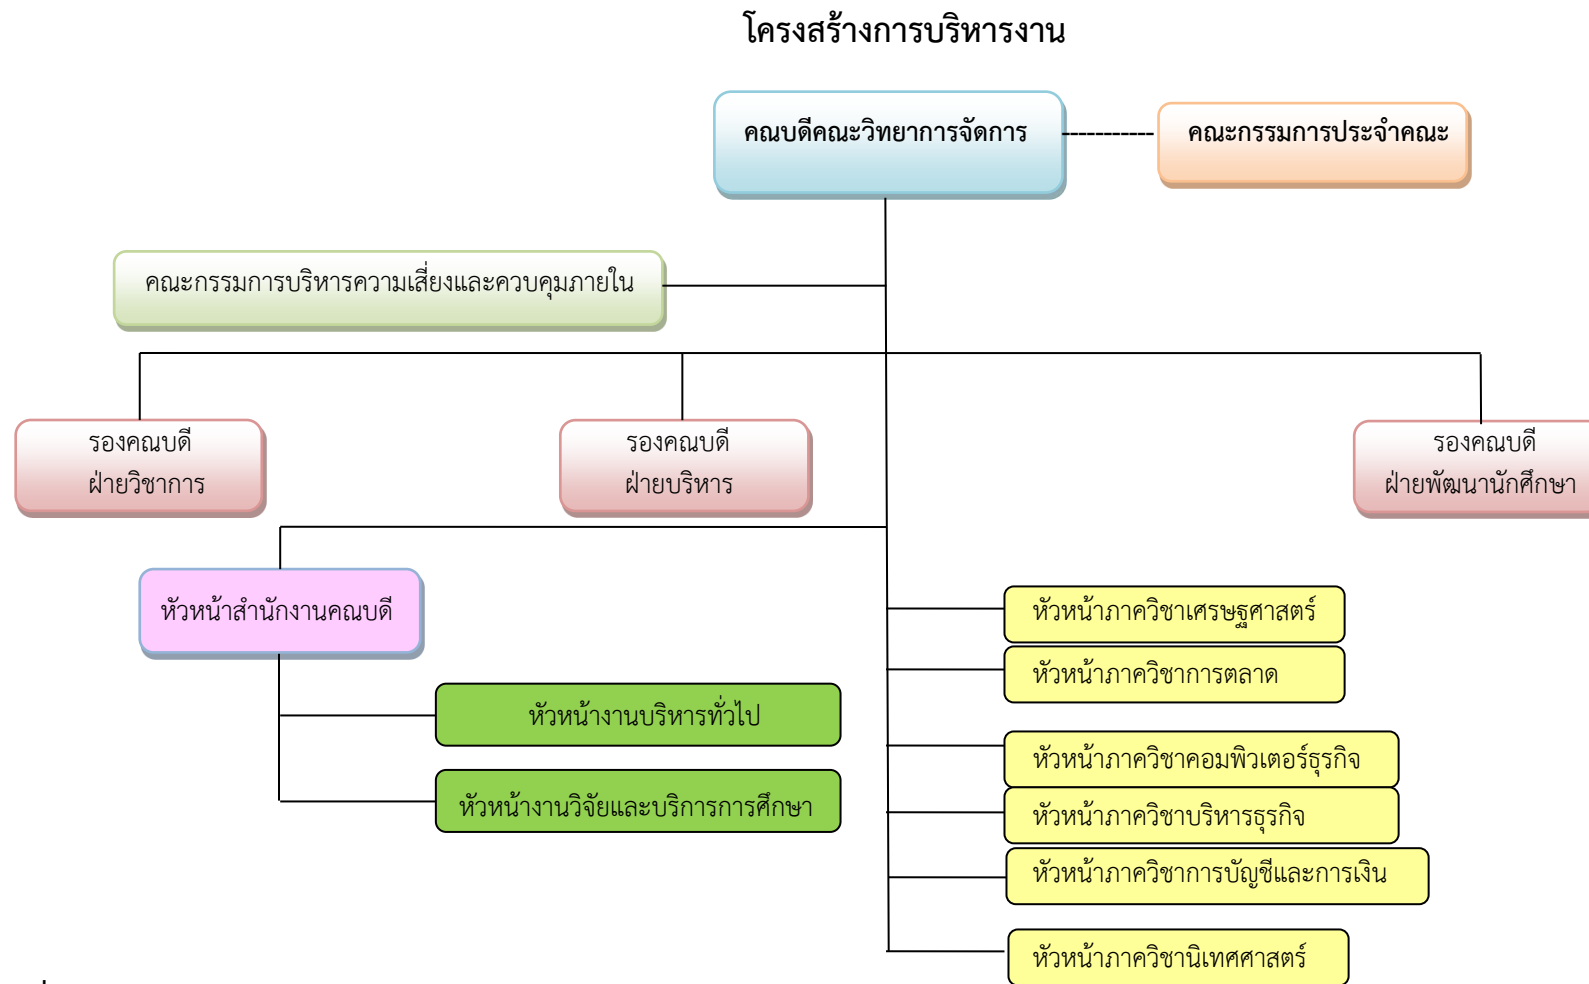 โครงสร้างการบริหารงาน
คณบดีคณะวิทยาการจัดการ
คณะกรรมการประจำคณะ
คณะกรรมการบริหารความเสี่ยงและควบคุมภายใน
รองคณบดี
ฝ่ายวิชาการ
รองคณบดี
ฝ่ายบริหาร
รองคณบดี
ฝ่ายพัฒนานักศึกษา
หัวหน้าสำนักงานคณบดี
หัวหน้างานบริหารทั่วไป
หัวหน้างานวิจัยและบริการการศึกษา
หัวหน้าภาควิชาเศรษฐศาสตร์
หัวหน้าภาควิชาการตลาด
หัวหน้าภาควิชาคอมพิวเตอร์ธุรกิจ
หัวหน้าภาควิชาบริหารธุรกิจ
หัวหน้าภาควิชาการบัญชีและการเงิน
หัวหน้าภาควิชานิเทศศาสตร์